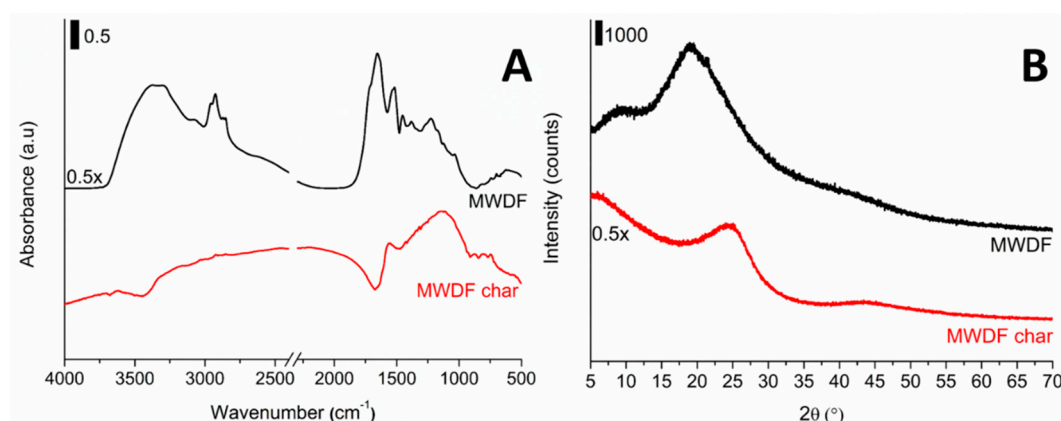 0.5
A
Absorbance (a.u)
0.5x
MWDF
MWDF char
4000 3500 3000 2500 2000 1500 1000 500
Wavenumber (cm⁻¹)
1000
B
Intensity (counts)
0.5x
MWDF
MWDF char
5 10 15 20 25 30 35 40 45 50 55 60 65 70
2θ (°)